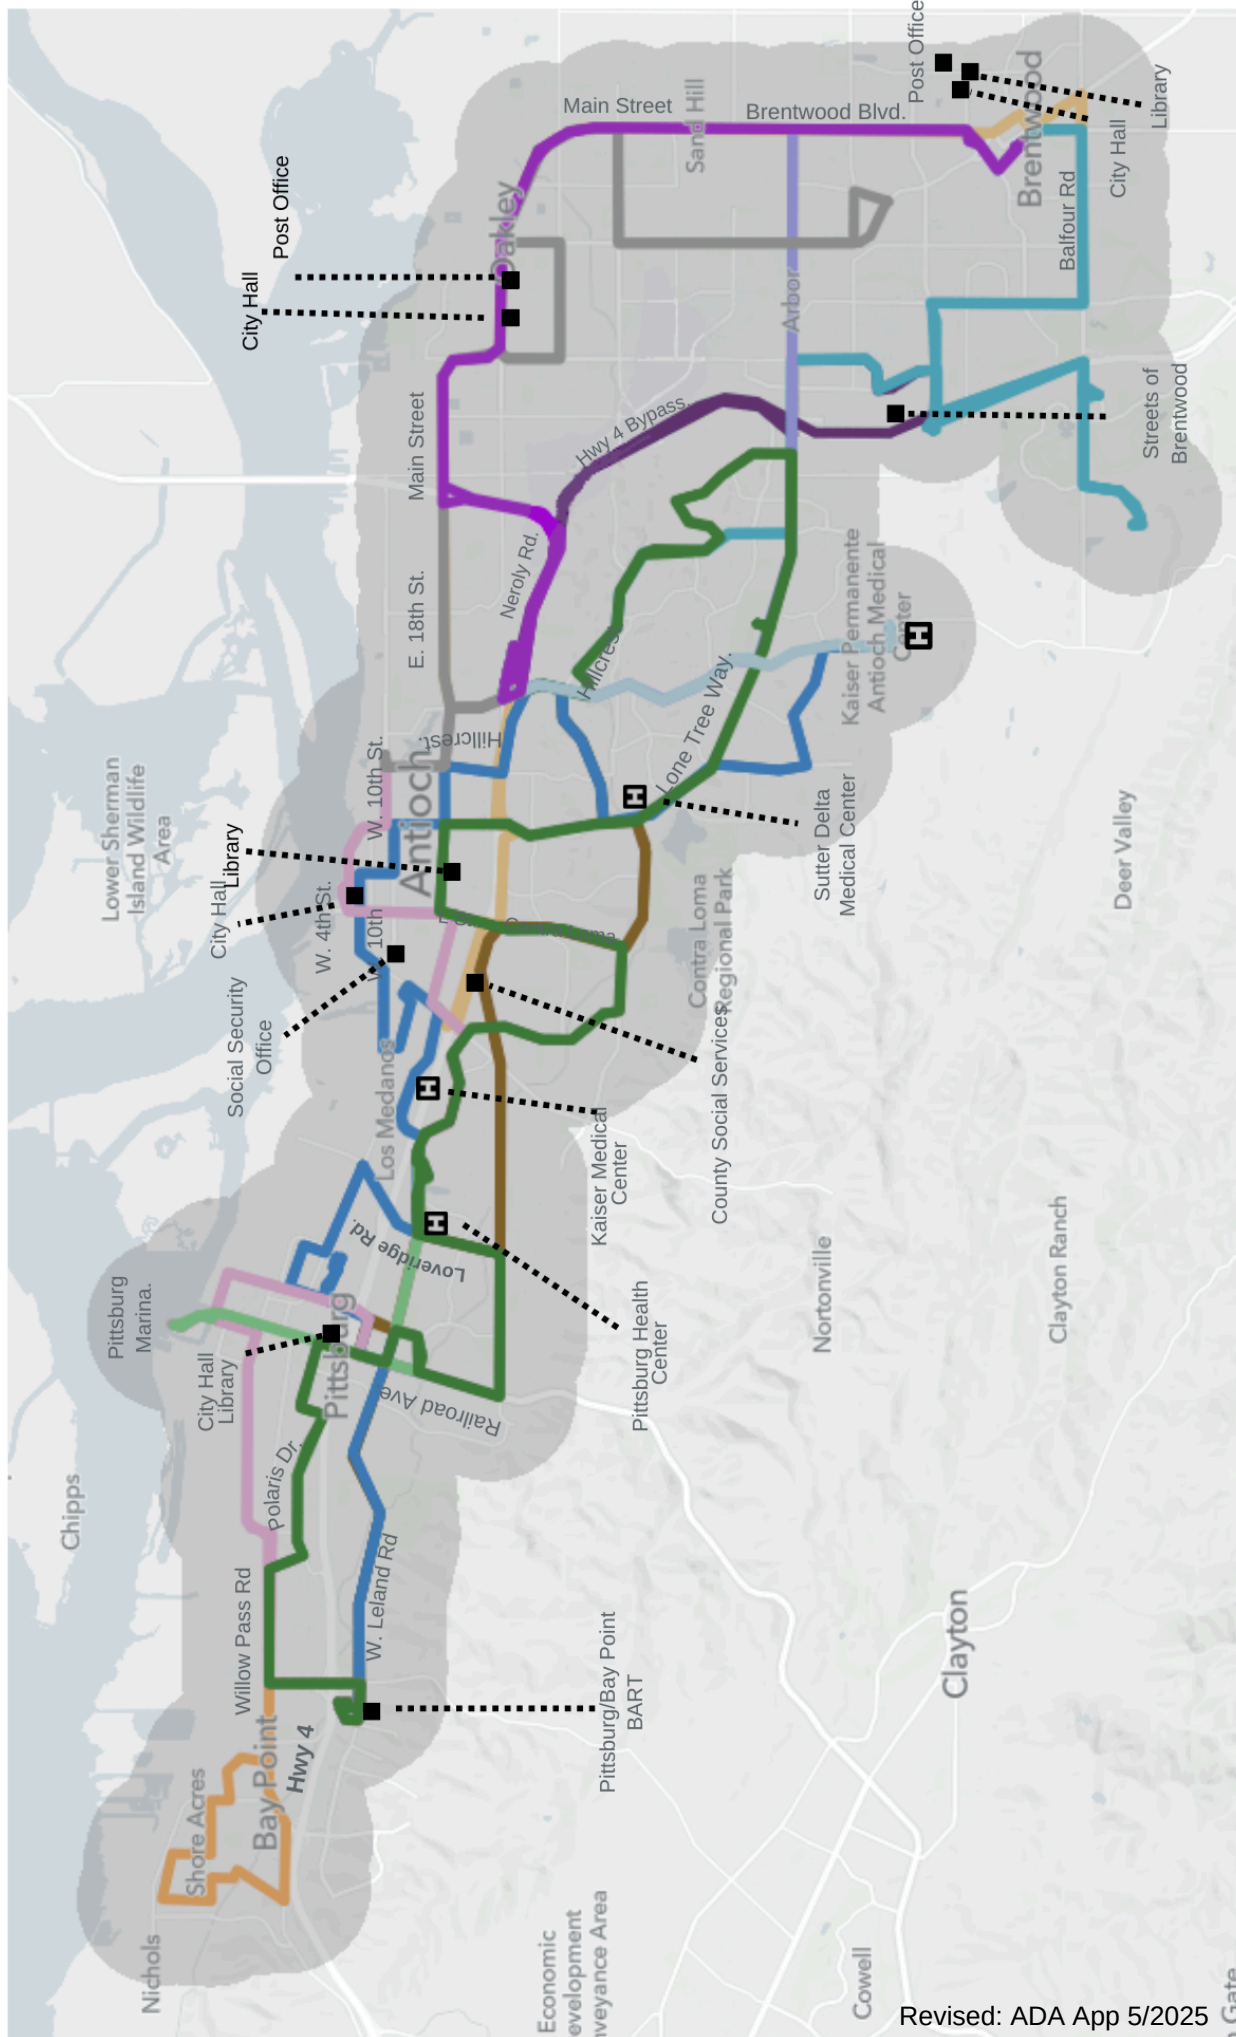 Post Office
Library
City Hall
Brentwood
Balfour Rd
Main Street
Sand Hill
Brentwood Blvd.
Post Office
City Hall
Oakley
Arbor
Streets of
Brentwood
Main Street
Hwy 4 Bypass.
Neroly Rd.
E. 18th St.
Hillcrest
Kaiser Permanente
Antioch Medical
Center
Lone Tree Way.
Hillcrest.
W. 10th St.
Antioch
Lower Sherman
Island Wildlife
Area
Library
City Hall
W. 4th St.
10th
Social Security
Office
Sutter Delta
Medical Center
Deer Valley
Contra Loma
Regional Park
County Social Services
Los Medanos
Kaiser Medical
Center
Loveridge Rd.
Pittsburg
Marina.
City Hall
Library
Pittsburg
Pittsburg Health
Center
Nortonville
Clayton Ranch
Railroad Ave
Polaris Dr.
Chipps
Willow Pass Rd
W. Leland Rd
Clayton
Pittsburg/Bay Point
BART
Hwy 4
Bay Point
Shore Acres
Nichols
Economic
evelopment
nveyance Area
Cowell
Gate
Revised: ADA App 5/2025
H
H
H
H